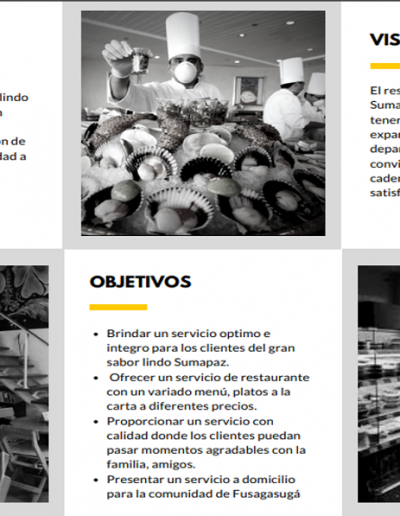 lindo
n
ón de
dad a
VIS
El res
Suma
tener
expar
depar
convi
cader
satisf
OBJETIVOS
• Brindar un servicio optimo e
integro para los clientes del gran
sabor lindo Sumapaz.
• Ofrecer un servicio de restaurante
con un variado menú, platos a la
carta a diferentes precios.
• Proporcionar un servicio con
calidad donde los clientes puedan
pasar momentos agradables con la
familia, amigos.
• Presentar un servicio a domicilio
para la comunidad de Fusagasugá